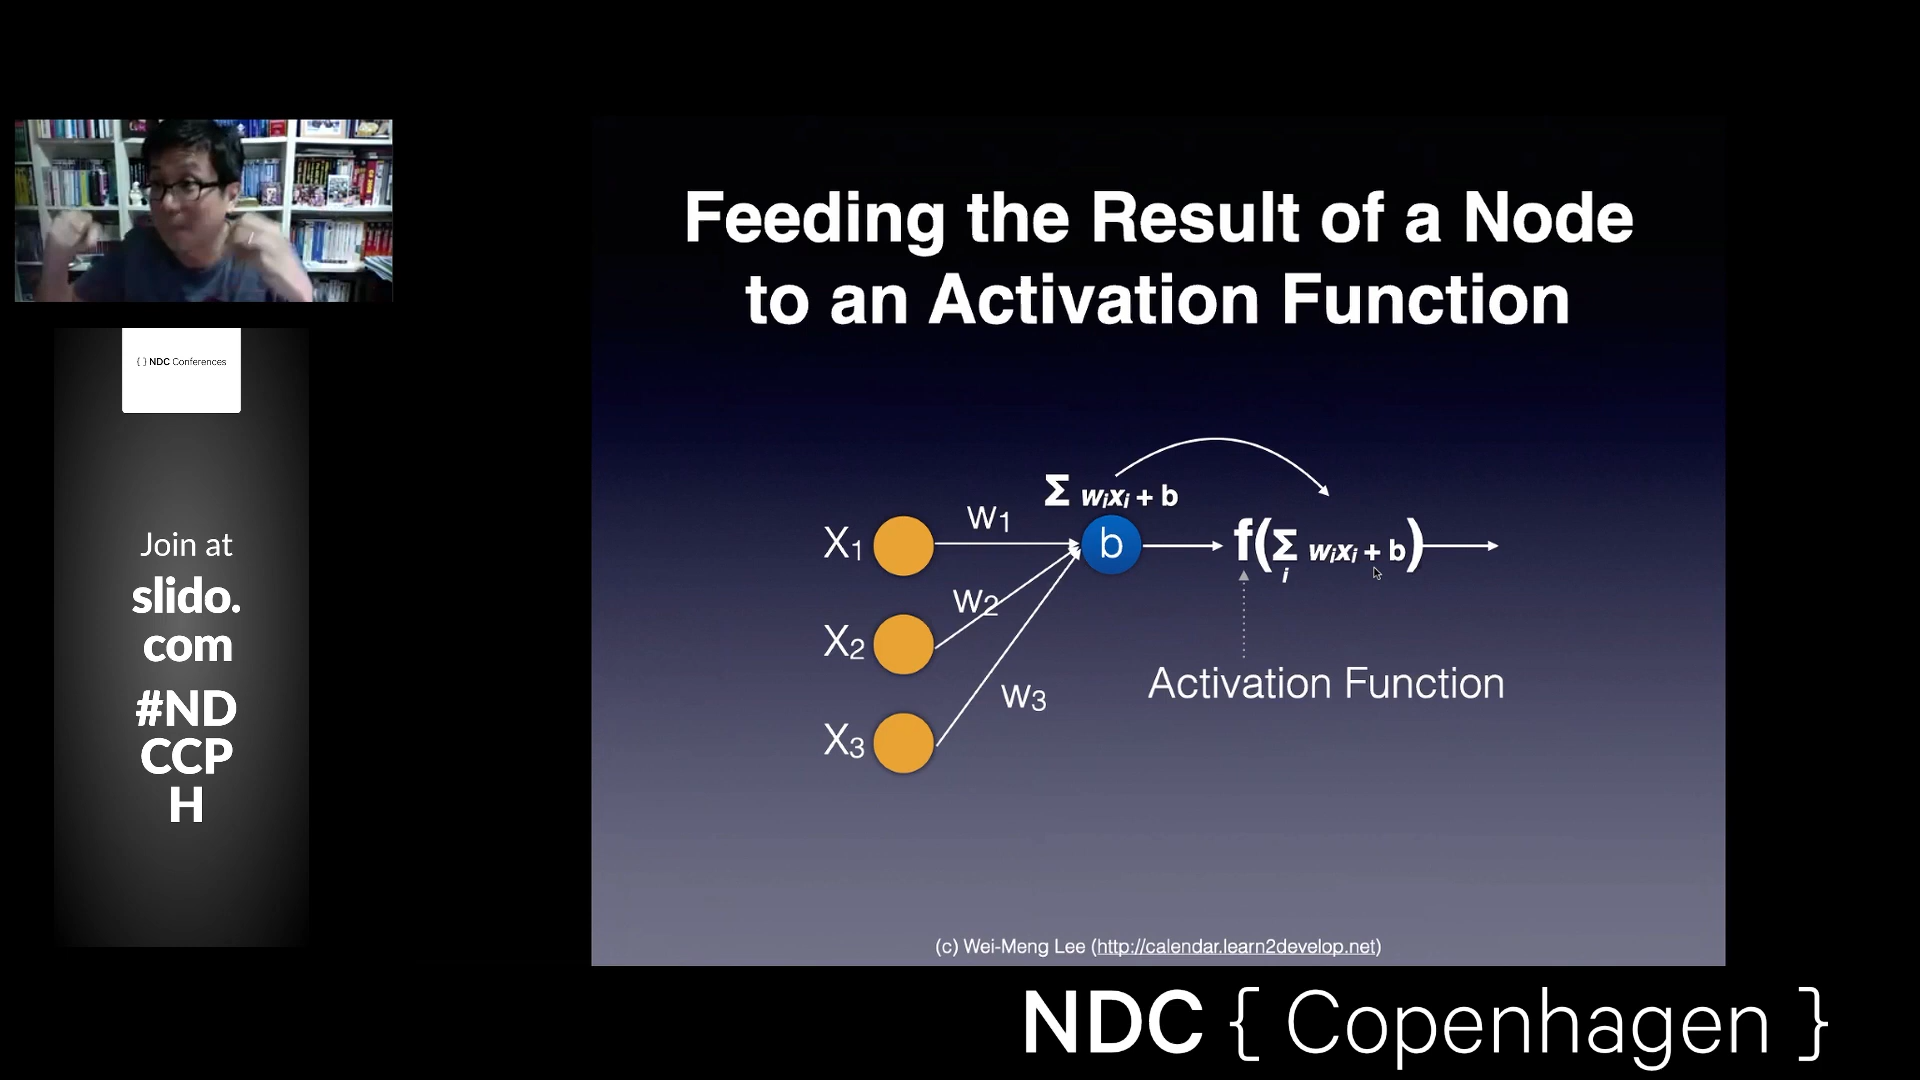 Feeding the Result of a Node
to an Activation Function
Σ wᵢxᵢ + b
X₁
W₁
b
f(Σ wᵢxᵢ + b)
i
W₂
X₂
Activation Function
W₃
X₃
(c) Wei-Meng Lee (http://calendar.learn2develop.net)
{ } NDC Conferences
Join at
slido.
com
#ND
CCP
H
NDC { Copenhagen }